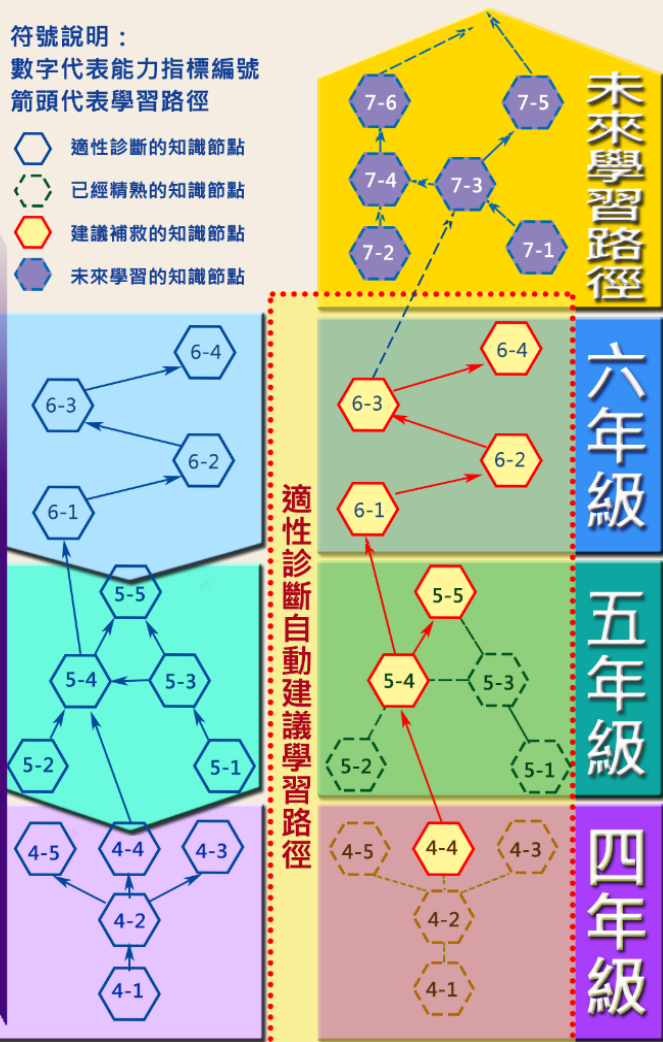 符號說明：
數字代表能力指標編號
箭頭代表學習路徑
適性診斷的知識節點
已經精熟的知識節點
建議補救的知識節點
未來學習的知識節點
7-6
7-5
7-4
7-3
7-2
7-1
未來學習路徑
6-4
6-3
6-2
6-1
5-5
5-4
5-3
5-2
5-1
4-5
4-4
4-3
4-2
4-1
適性診斷自動建議學習路徑
6-4
6-3
6-2
6-1
六年級
5-5
5-4
5-3
5-2
5-1
五年級
4-5
4-4
4-3
4-2
4-1
四年級